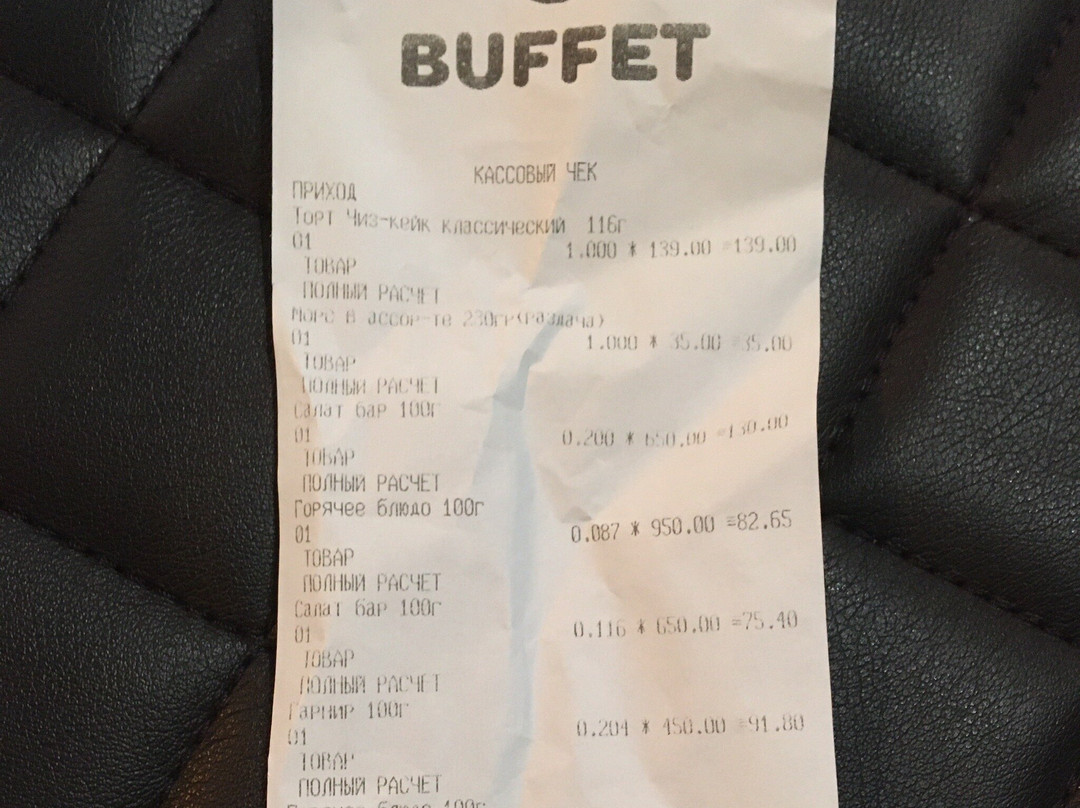 BUFFET
КАССОВЫЙ ЧЕК
ПРИХОД
Торт Чиз-кейк классический 116г
01 1.000 * 139.00 =139.00
ТОВАР
ПОЛНЫЙ РАСЧЕТ
Морс в ассор-те 230гр(раздача)
01 1.000 * 35.00 =35.00
ТОВАР
ПОЛНЫЙ РАСЧЕТ
Салат бар 100г
01 0.200 * 650.00 =130.00
ТОВАР
ПОЛНЫЙ РАСЧЕТ
Горячее блюдо 100г
01 0.087 * 950.00 =82.65
ТОВАР
ПОЛНЫЙ РАСЧЕТ
Салат бар 100г
01 0.116 * 650.00 =75.40
ТОВАР
ПОЛНЫЙ РАСЧЕТ
Гарнир 100г
01 0.204 * 450.00 =91.80
ТОВАР
ПОЛНЫЙ РАСЧЕТ
блюдо 100г